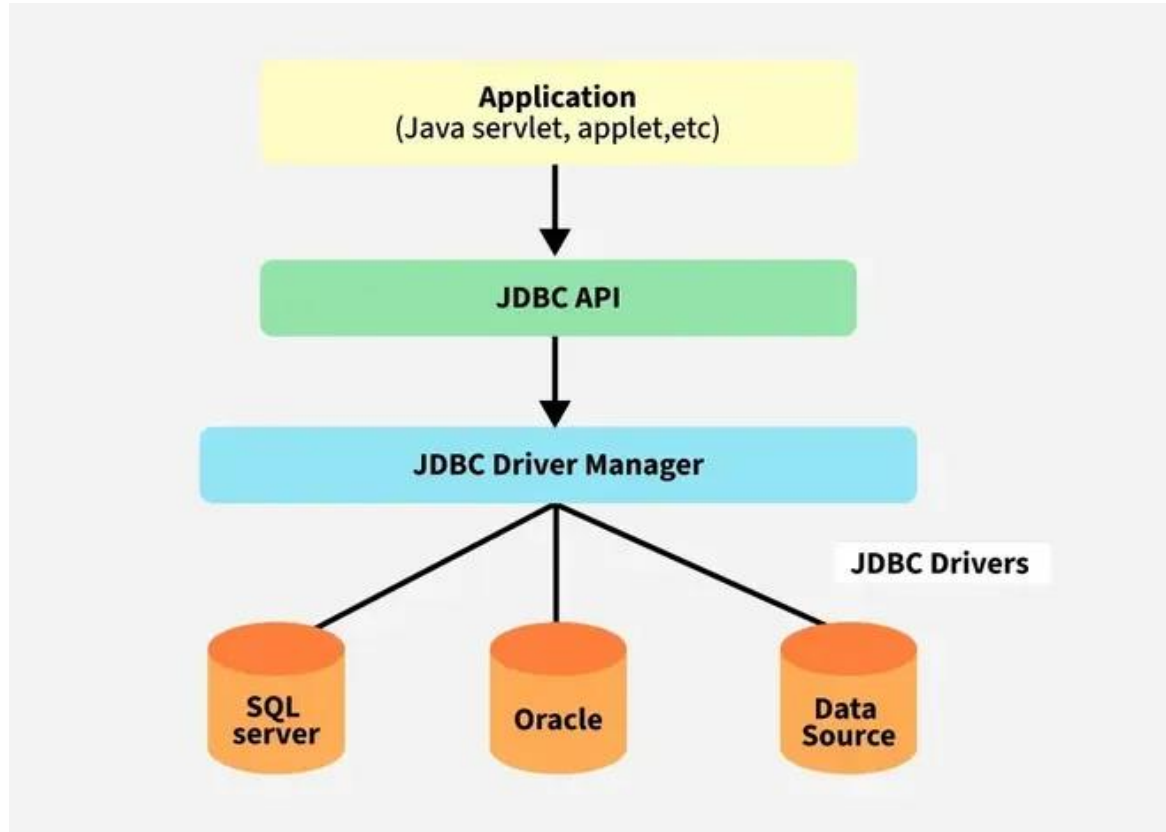 Application
(Java servlet, applet,etc)
JDBC API
JDBC Driver Manager
JDBC Drivers
SQL
server
Oracle
Data
Source